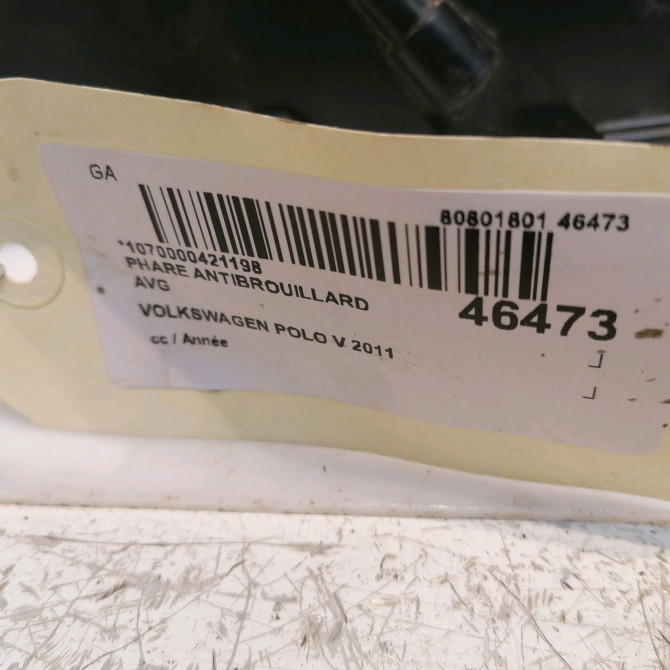 GA
80801801 46473
*1070000421198
PHARE ANTIBROUILLARD
AVG
46473
VOLKSWAGEN POLO V 2011
cc / Année